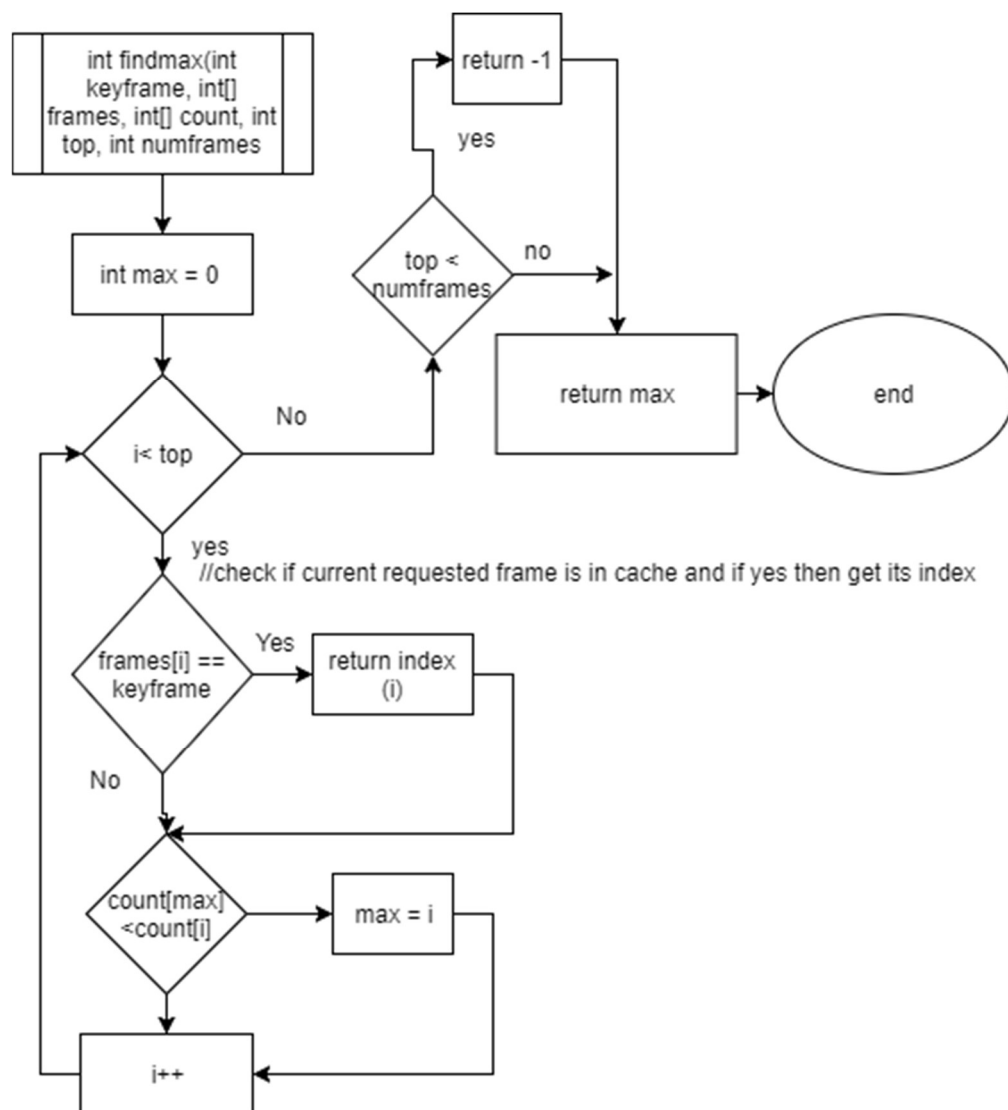 int findmax(int
keyframe, int[]
frames, int[] count, int
top, int numframes
int max = 0
i< top
No
top <
numframes
yes
return -1
no
return max
end
yes
//check if current requested frame is in cache and if yes then get its index
frames[i] ==
keyframe
Yes
return index
(i)
No
count[max]
<count[i]
max = i
i++